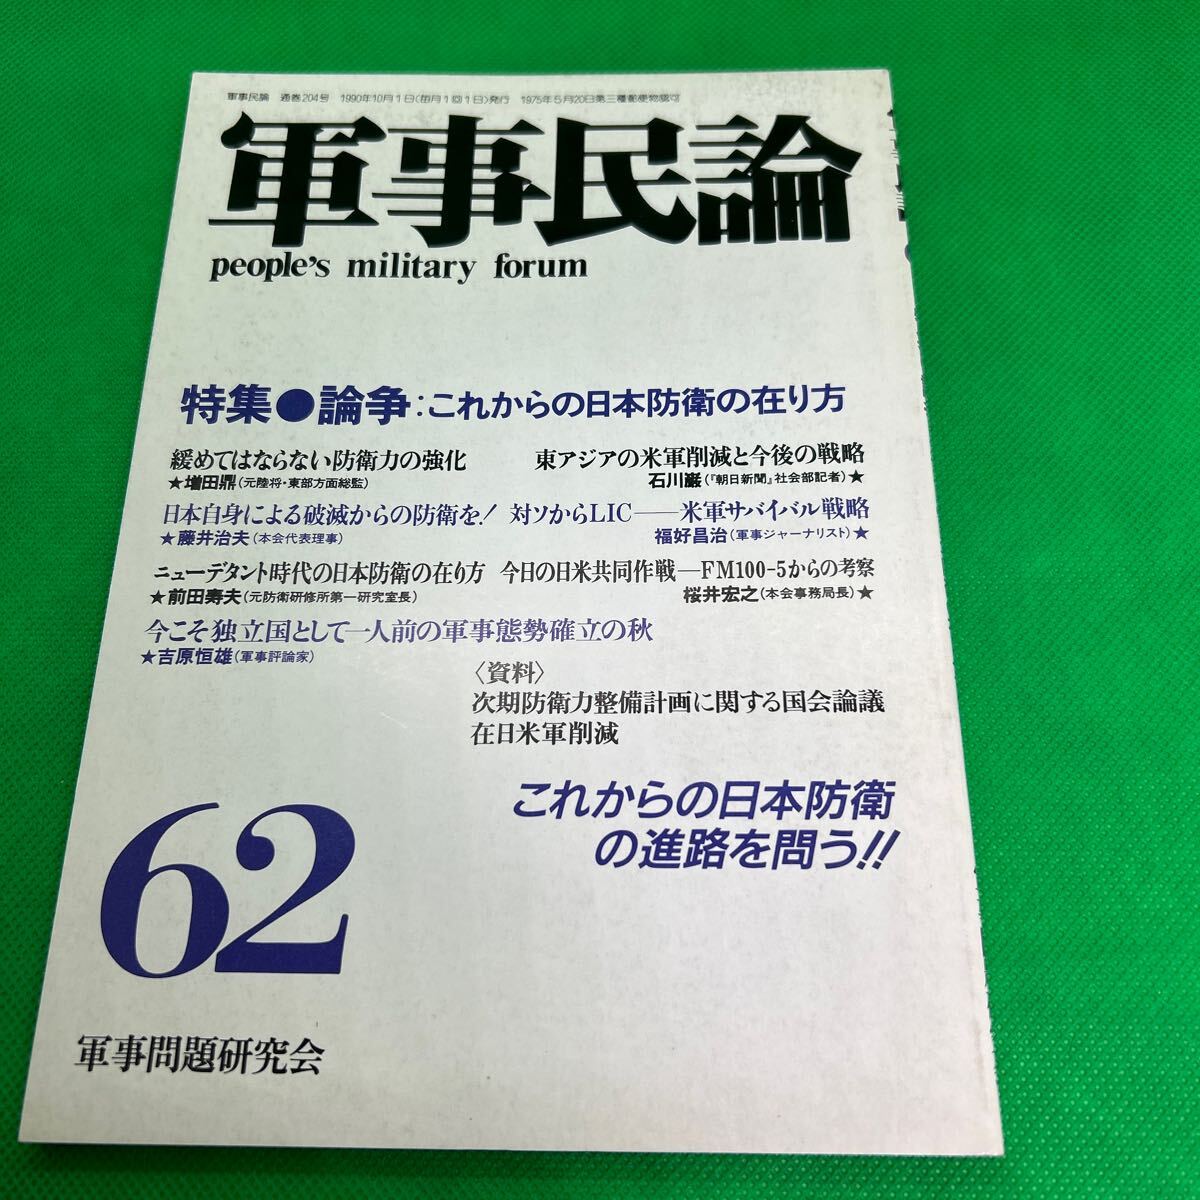 軍事民論 通巻204号 1990年10月1日(毎月1回1日)発行 1975年5月20日第三種郵便物認可
軍事民論
people's military forum
特集●論争:これからの日本防衛の在り方
緩めてはならない防衛力の強化
★増田鼎(元陸将・東部方面総監)
東アジアの米軍削減と今後の戦略
石川巌(『朝日新聞』社会部記者)★
日本自身による破滅からの防衛を!
★藤井治夫(本会代表理事)
対ソからLIC――米軍サバイバル戦略
福好昌治(軍事ジャーナリスト)★
ニューデタント時代の日本防衛の在り方
★前田寿夫(元防衛研修所第一研究室長)
今日の日米共同作戦―FM100-5からの考察
桜井宏之(本会事務局長)★
今こそ独立国として一人前の軍事態勢確立の秋
★吉原恒雄(軍事評論家)
〈資料〉
次期防衛力整備計画に関する国会論議
在日米軍削減
これからの日本防衛
の進路を問う!!
62
軍事問題研究会